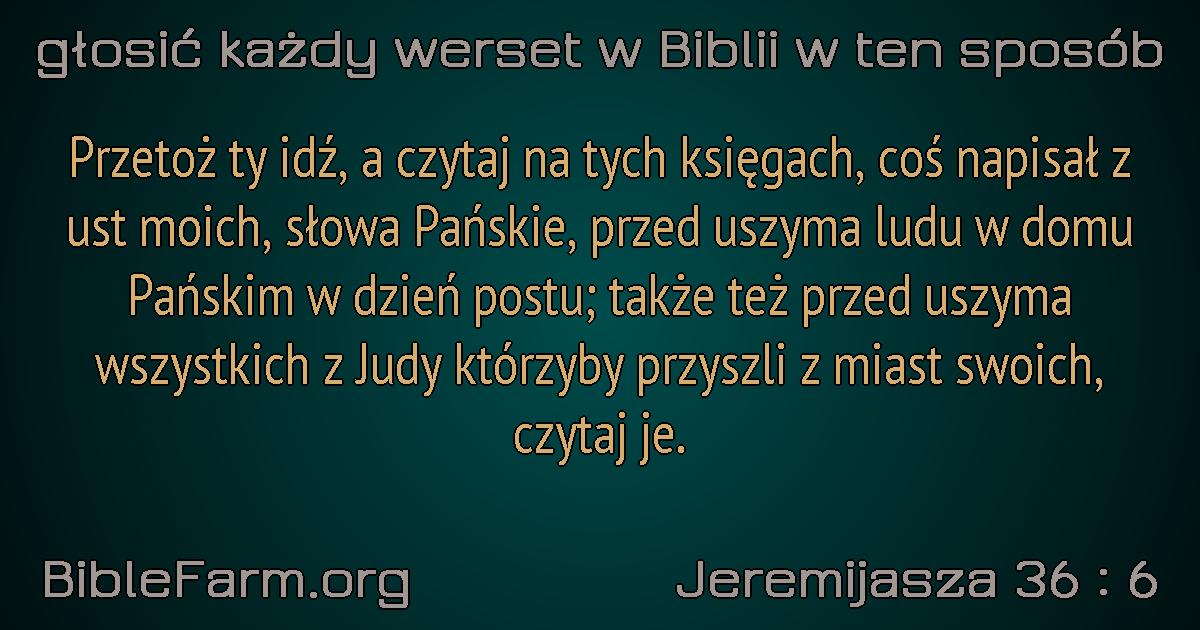 głosić każdy werset w Biblii w ten sposób
Przetoż ty idź, a czytaj na tych księgach, coś napisał z
ust moich, słowa Pańskie, przed uszyma ludu w domu
Pańskim w dzień postu; także też przed uszyma
wszystkich z Judy którzyby przyszli z miast swoich,
czytaj je.
BibleFarm.org
Jeremijasza 36 : 6